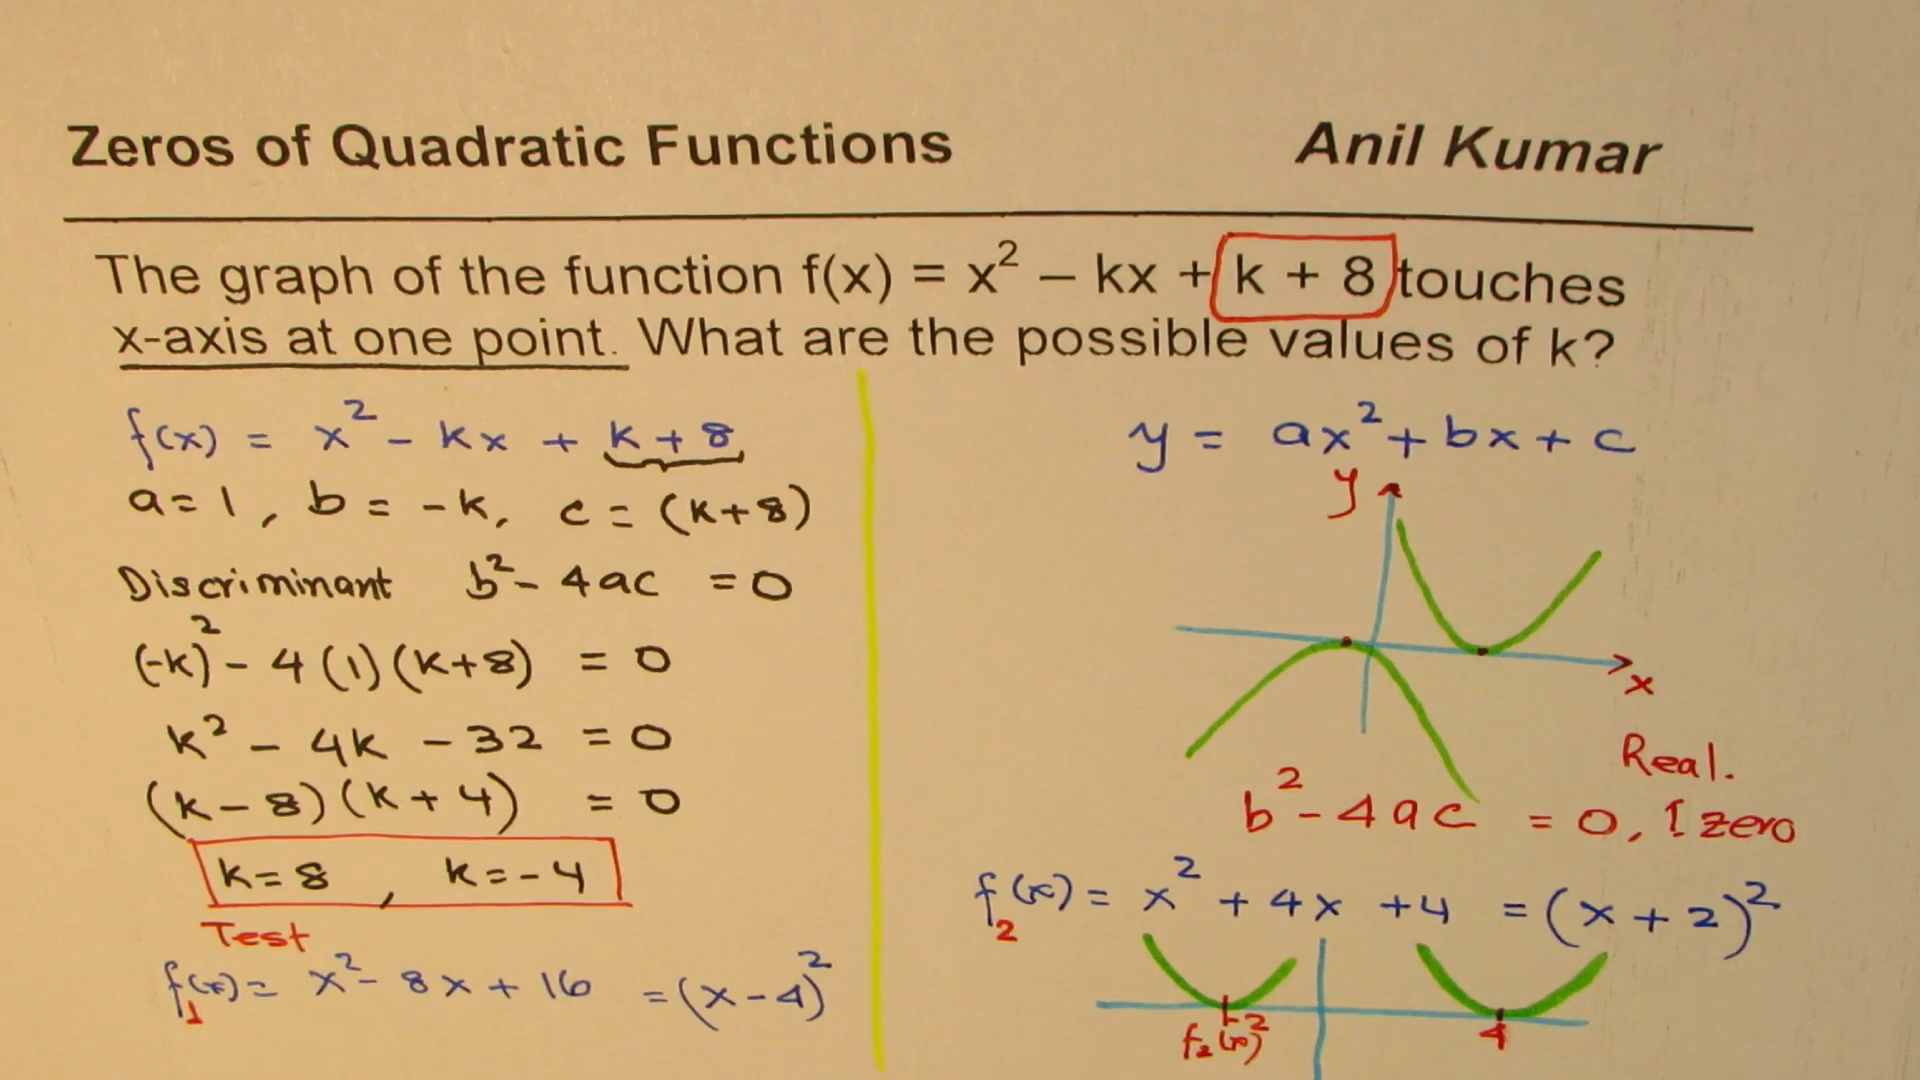 Zeros of Quadratic Functions Anil Kumar
The graph of the function f(x) = x² – kx + k + 8 touches
x-axis at one point. What are the possible values of k?
f(x) = x² - kx + k + 8
a = 1, b = -k, c = (k+8)
Discriminant b² - 4ac = 0
(-k)² - 4(1)(k+8) = 0
k² - 4k - 32 = 0
(k - 8)(k + 4) = 0
k = 8, k = -4
Test
f₁(x) = x² - 8x + 16 = (x - 4)²
y = ax² + bx + c
y
x
Real.
b² - 4ac = 0, 1 zero
f₂(x) = x² + 4x + 4 = (x + 2)²
-2
4
f₂(x)